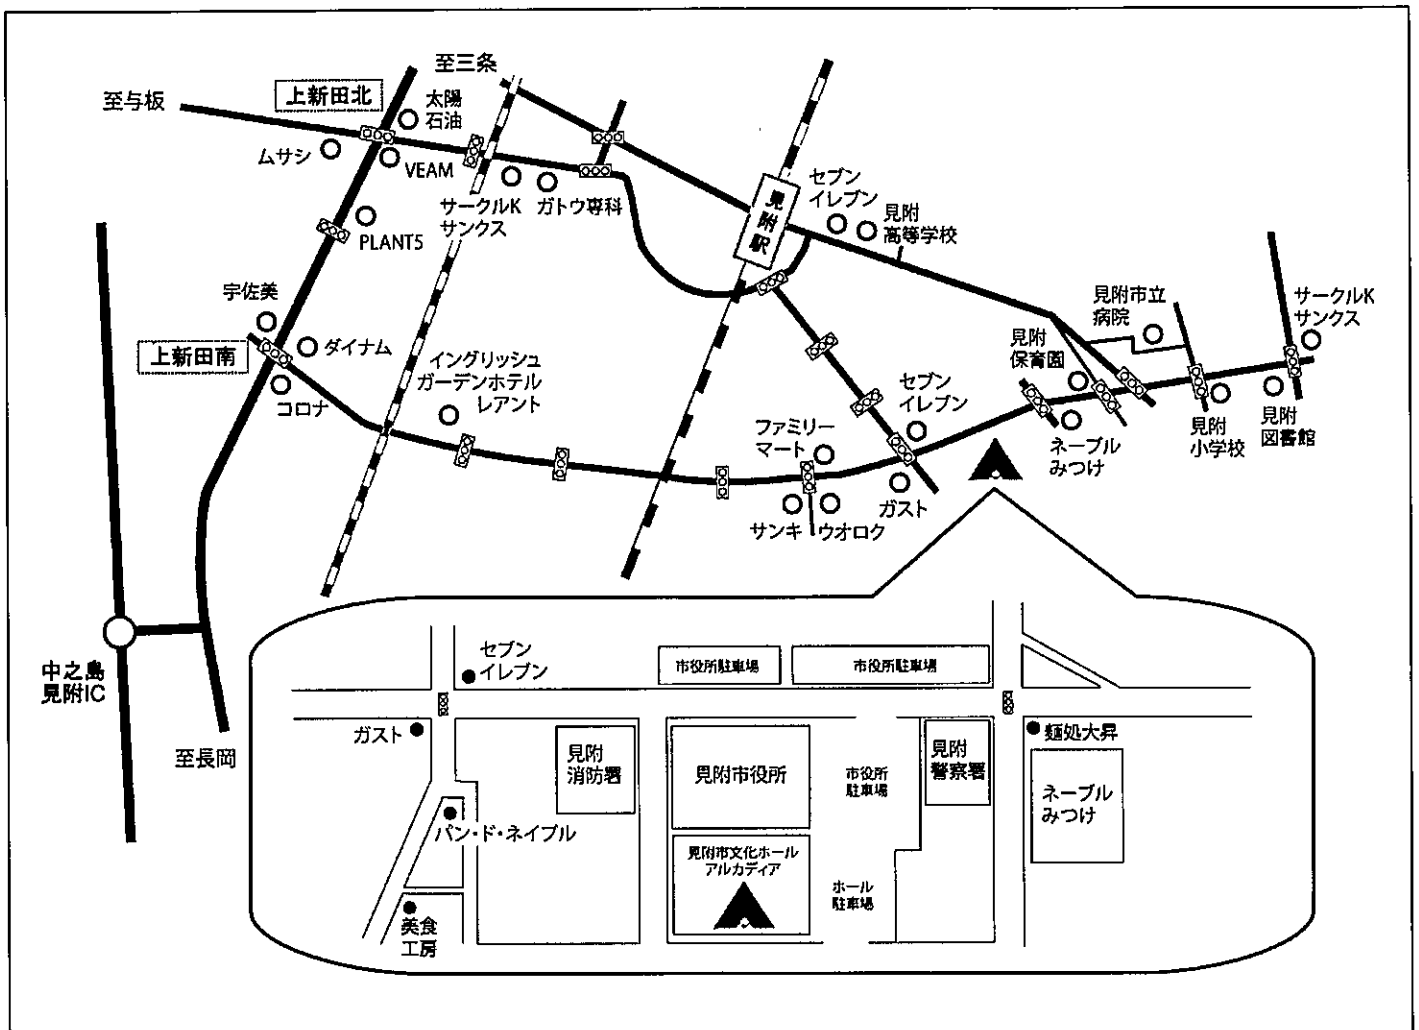 至三条
上新田北
至与板
太陽
石油
ムサシ
VEAM
サークルK
サンクス
ガトウ専科
PLANT5
見附駅
セブン
イレブン
見附
高等学校
宇佐美
上新田南
ダイナム
コロナ
イングリッシュ
ガーデンホテル
レアント
見附市立
病院
サークルK
サンクス
見附
保育園
セブン
イレブン
ファミリー
マート
ネーブル
みつけ
見附
小学校
見附
図書館
サンキ
ウオロク
ガスト
中之島
見附IC
至長岡
セブン
イレブン
市役所駐車場
市役所駐車場
ガスト
見附
消防署
見附市役所
市役所
駐車場
見附
警察署
麺処大昇
ネーブル
みつけ
パン・ド・ネイブル
見附市文化ホール
アルカディア
ホール
駐車場
美食
工房